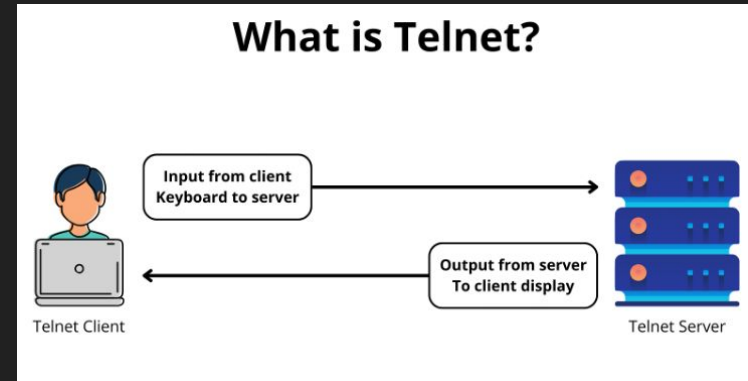 What is Telnet?
Input from client
Keyboard to server
Output from server
To client display
Telnet Client
Telnet Server